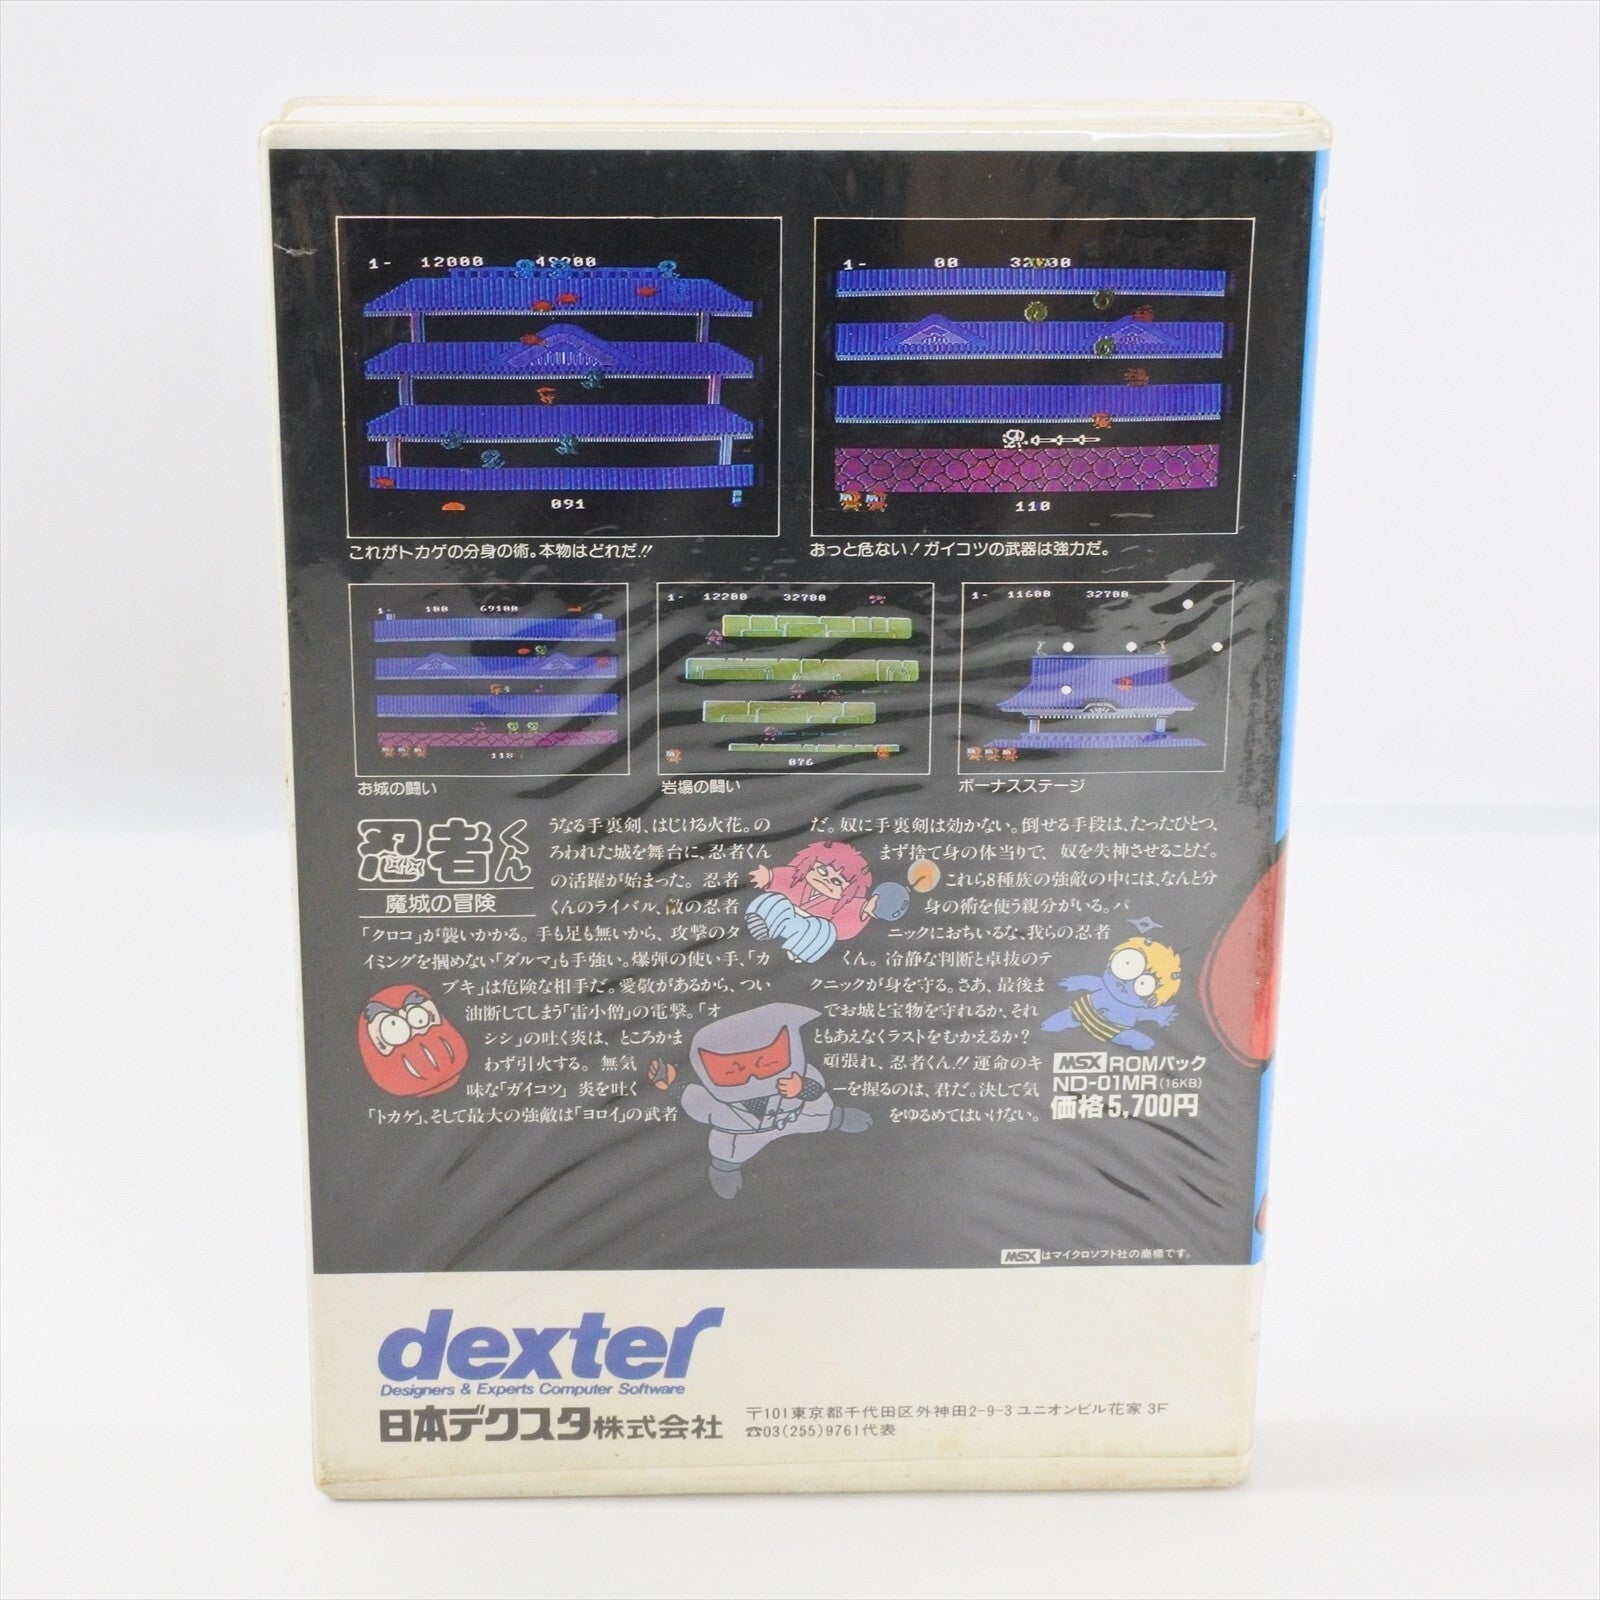 1- 12000 49200
091
これがトカゲの分身の術。本物はどれだ!!
1- 00
110
おっと危ない！ガイコツの武器は強力だ。
1- 100 69100
118
お城の闘い
1- 12200 32700
076
岩場の闘い
1- 11600 32700
ボーナスステージ
忍者くん
魔城の冒険
うなる手裏剣、はじける火花。の
ろわれた城を舞台に、忍者くん
の活躍が始まった。忍者
くんのライバル、敵の忍者
「クロコ」が襲いかかる。手も足も無いから、攻撃のタ
イミングを掴めない「ダルマ」も手強い。爆弾の使い手、「カ
ブキ」は危険な相手だ。愛敬があるから、つい
油断してしまう「雷小僧」の電撃。「オ
シシ」の吐く炎は、ところかま
わず引火する。無気
味な「ガイコツ」炎を吐く
「トカゲ」、そして最大の強敵は「ヨロイ」の武者
だ。奴に手裏剣は効かない。倒せる手段は、たったひとつ、
まず捨て身の体当りで、奴を失神させることだ。
これら8種族の強敵の中には、なんと分
身の術を使う親分がいる。パ
ニックにおちいるな、我らの忍者
くん。冷静な判断と卓抜のテ
クニックが身を守る。さあ、最後ま
でお城と宝物を守れるか、それ
ともあえなくラストをむかえるか？
頑張れ、忍者くん!!運命のキ
ーを握るのは、君だ。決して気
をゆるめてはいけない。
MSX ROMパック
ND-01MR(16KB)
価格5,700円
MSXはマイクロソフト社の商標です。
dexter
Designers & Experts Computer Software
日本デクスタ株式会社
〒101東京都千代田区外神田2-9-3ユニオンビル花家3F
☎03(255)9761代表